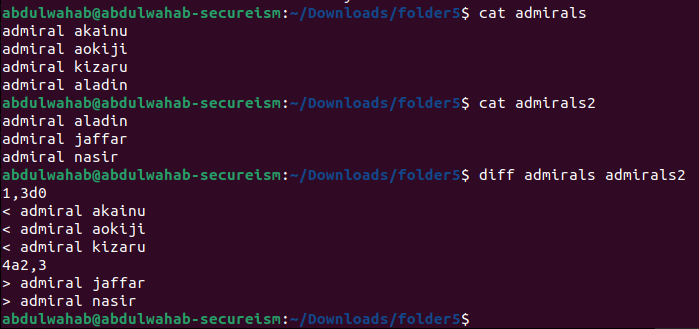 abdulwahab@abdulwahab-secureism:~/Downloads/folder5$ cat admirals
admiral akainu
admiral aokiji
admiral kizaru
admiral aladin
abdulwahab@abdulwahab-secureism:~/Downloads/folder5$ cat admirals2
admiral aladin
admiral jaffar
admiral nasir
abdulwahab@abdulwahab-secureism:~/Downloads/folder5$ diff admirals admirals2
1,3d0
< admiral akainu
< admiral aokiji
< admiral kizaru
4a2,3
> admiral jaffar
> admiral nasir
abdulwahab@abdulwahab-secureism:~/Downloads/folder5$